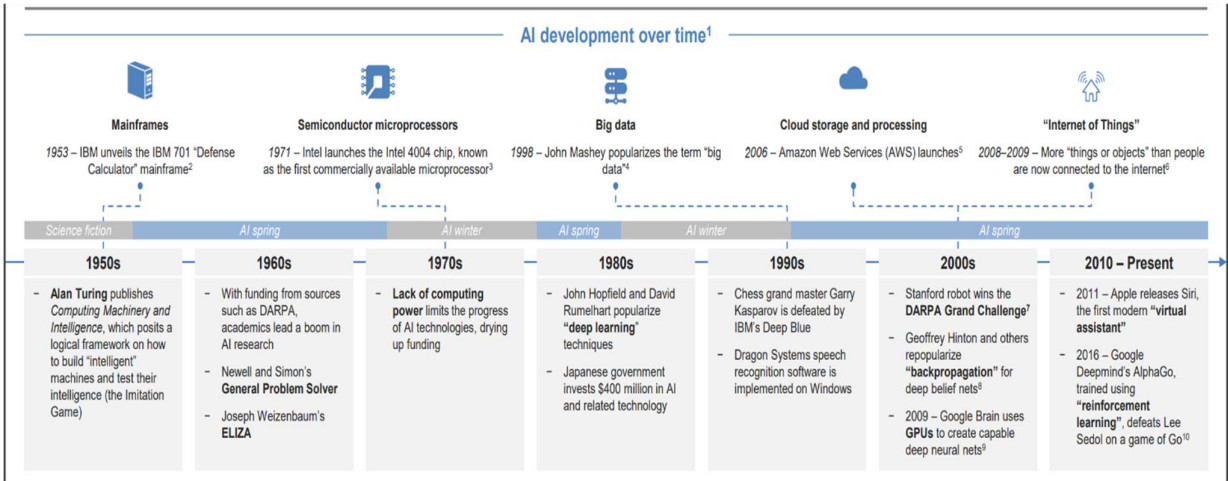 AI development over time1
Mainframes
1953 – IBM unveils the IBM 701 “Defense
Calculator” mainframe2
Semiconductor microprocessors
1971 – Intel launches the Intel 4004 chip, known
as the first commercially available microprocessor3
Big data
1998 – John Mashey popularizes the term “big
data”4
Cloud storage and processing
2006 – Amazon Web Services (AWS) launches5
“Internet of Things”
2008–2009 – More “things or objects” than people
are now connected to the internet6
Science fiction
AI spring
AI winter
AI spring
AI winter
AI spring
1950s
– Alan Turing publishes
Computing Machinery and
Intelligence, which posits a
logical framework on how
to build “intelligent”
machines and test their
intelligence (the Imitation
Game)
1960s
– With funding from sources
such as DARPA,
academics lead a boom in
AI research
– Newell and Simon’s
General Problem Solver
– Joseph Weizenbaum’s
ELIZA
1970s
– Lack of computing
power limits the progress
of AI technologies, drying
up funding
1980s
– John Hopfield and David
Rumelhart popularize
“deep learning”
techniques
– Japanese government
invests $400 million in AI
and related technology
1990s
– Chess grand master Garry
Kasparov is defeated by
IBM’s Deep Blue
– Dragon Systems speech
recognition software is
implemented on Windows
2000s
– Stanford robot wins the
DARPA Grand Challenge7
– Geoffrey Hinton and others
repopularize
“backpropagation” for
deep belief nets8
– 2009 – Google Brain uses
GPUs to create capable
deep neural nets9
2010 – Present
– 2011 – Apple releases Siri,
the first modern “virtual
assistant”
– 2016 – Google
Deepmind’s AlphaGo,
trained using
“reinforcement
learning”, defeats Lee
Sedol on a game of Go10